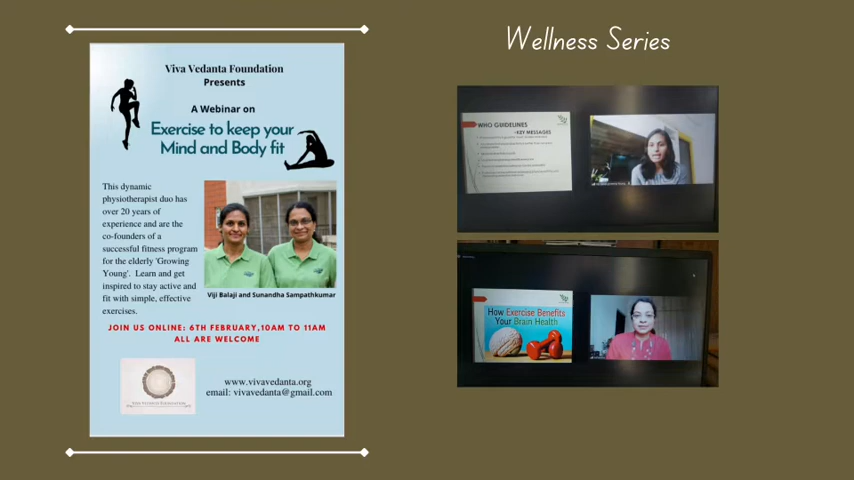 Wellness Series
Viva Vedanta Foundation
Presents
A Webinar on
Exercise to keep your
Mind and Body fit
This dynamic
physiotherapist duo has
over 20 years of
experience and are the
co-founders of a
successful fitness program
for the elderly 'Growing
Young'. Learn and get
inspired to stay active and
fit with simple, effective
exercises.
Viji Balaji and Sunandha Sampathkumar
JOIN US ONLINE: 6TH FEBRUARY,10AM TO 11AM
ALL ARE WELCOME
www.vivavedanta.org
email: vivavedanta@gmail.com
WHO GUIDELINES
-KEY MESSAGES
How Exercise Benefits
Your Brain Health